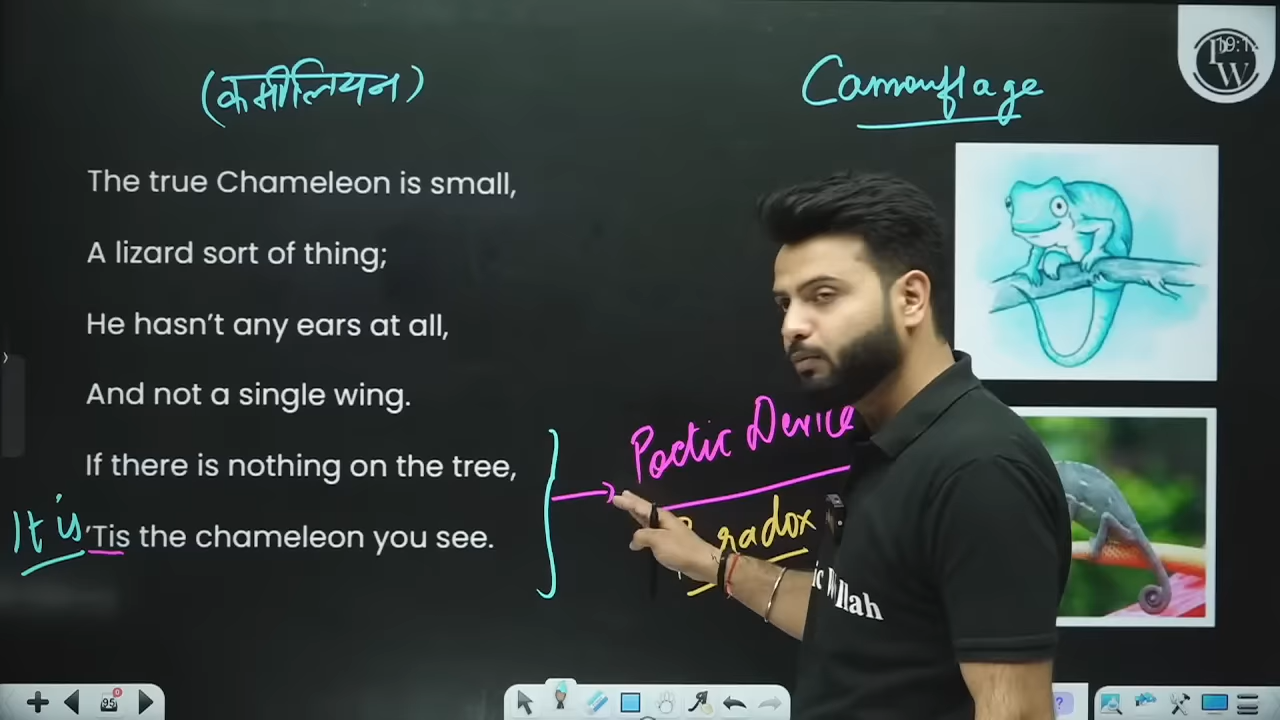 (कमीलियन)
Camouflage
The true Chameleon is small,
A lizard sort of thing;
He hasn't any ears at all,
And not a single wing.
If there is nothing on the tree,
It is 'Tis the chameleon you see.
Poetic Device
Paradox